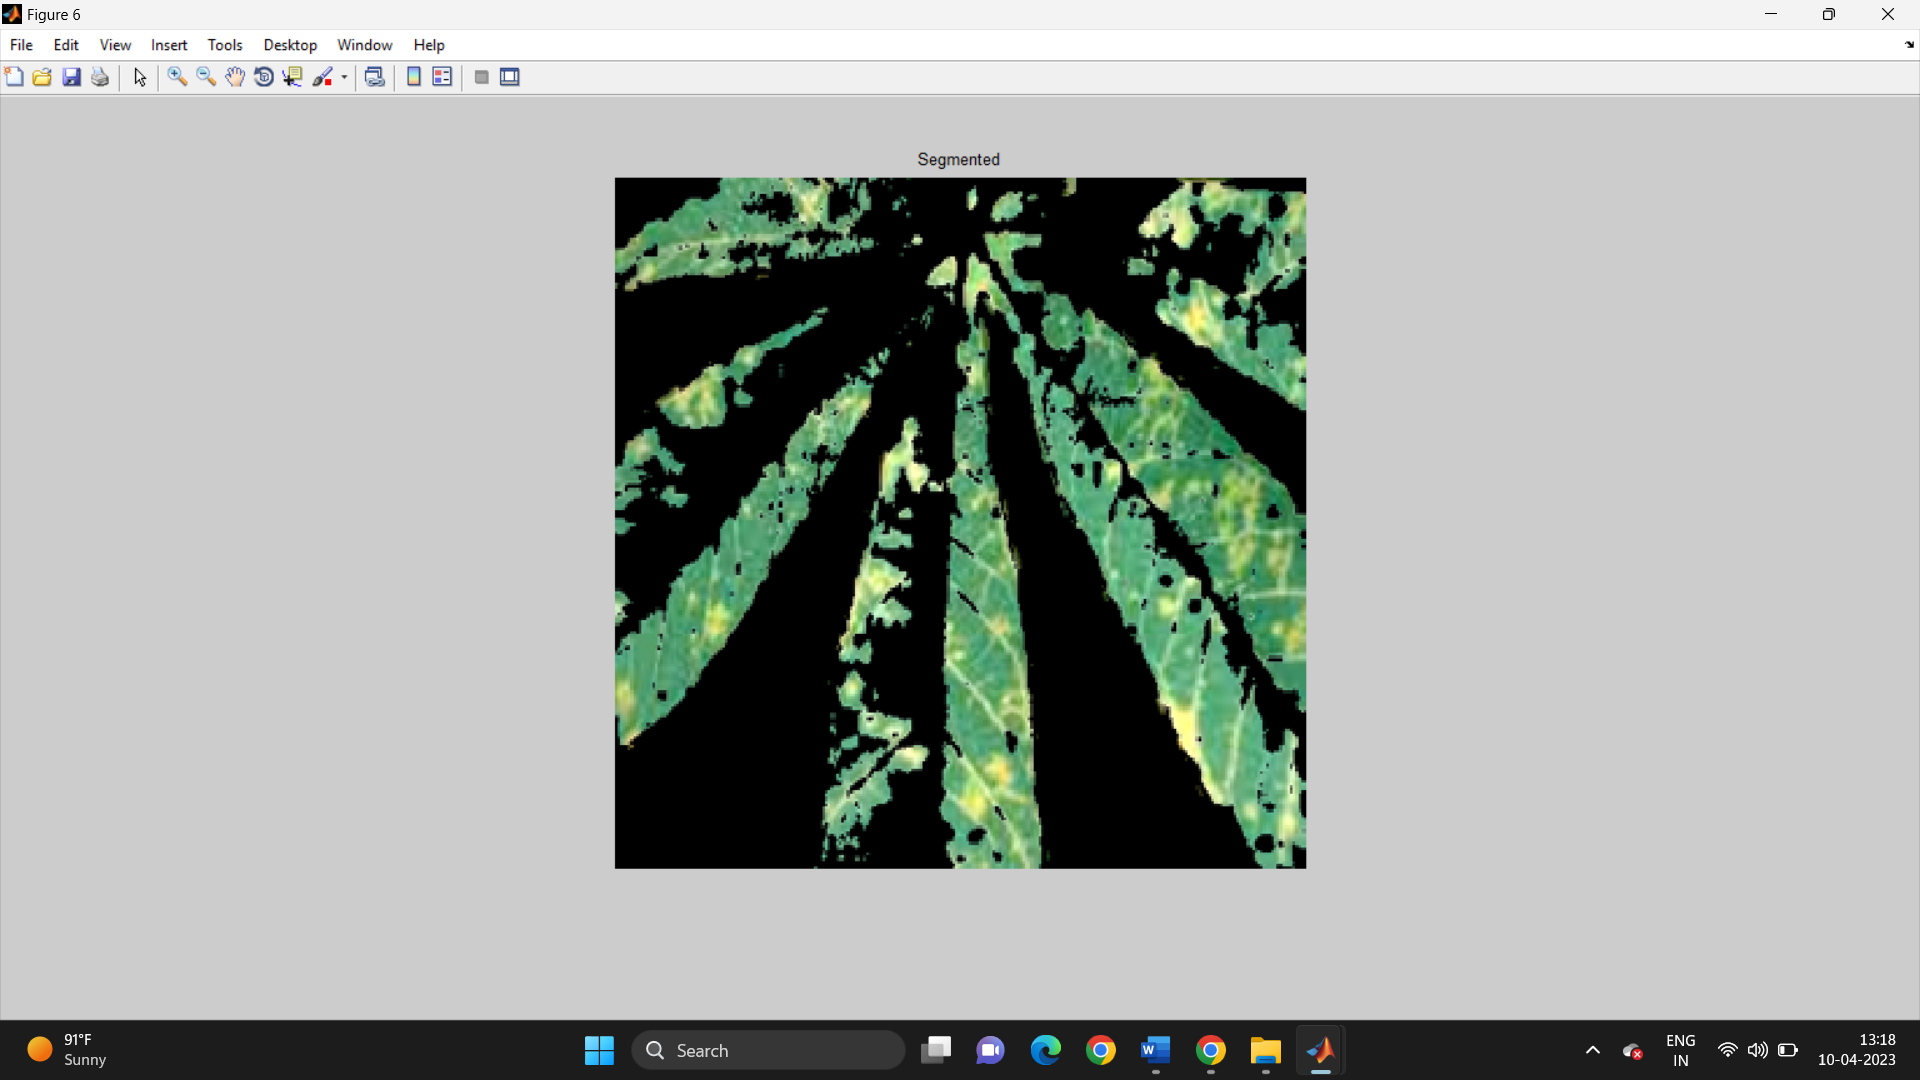 Figure 6
File Edit View Insert Tools Desktop Window Help
Segmented
91°F
Sunny
Search
W
ENG
IN
13:18
10-04-2023